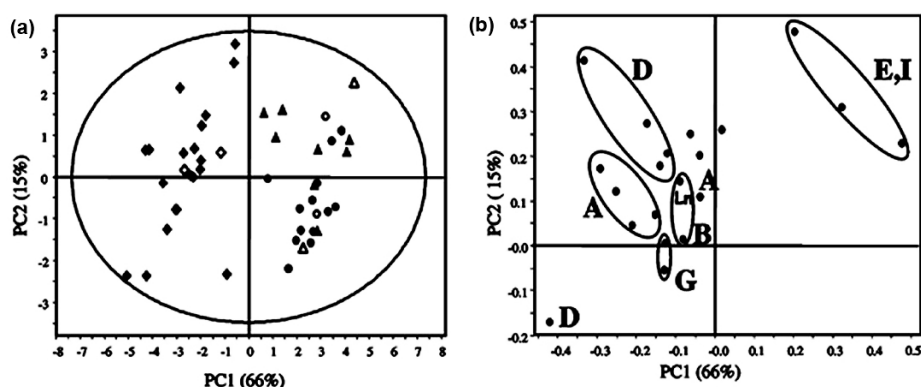 (a)
3
2
1
0
-1
-2
-3
PC2 (15%)
-8 -7 -6 -5 -4 -3 -2 -1 0 1 2 3 4 5 6 7 8
PC1 (66%)
(b)
0.5
0.4
0.3
0.2
0.1
-0.0
-0.1
-0.2
PC2 ( 15%)
D
E,I
A
A
Ln
B
G
D
-0.4 -0.3 -0.2 -0.1 -0.0 0.1 0.2 0.3 0.4 0.5
PC1 (66%)